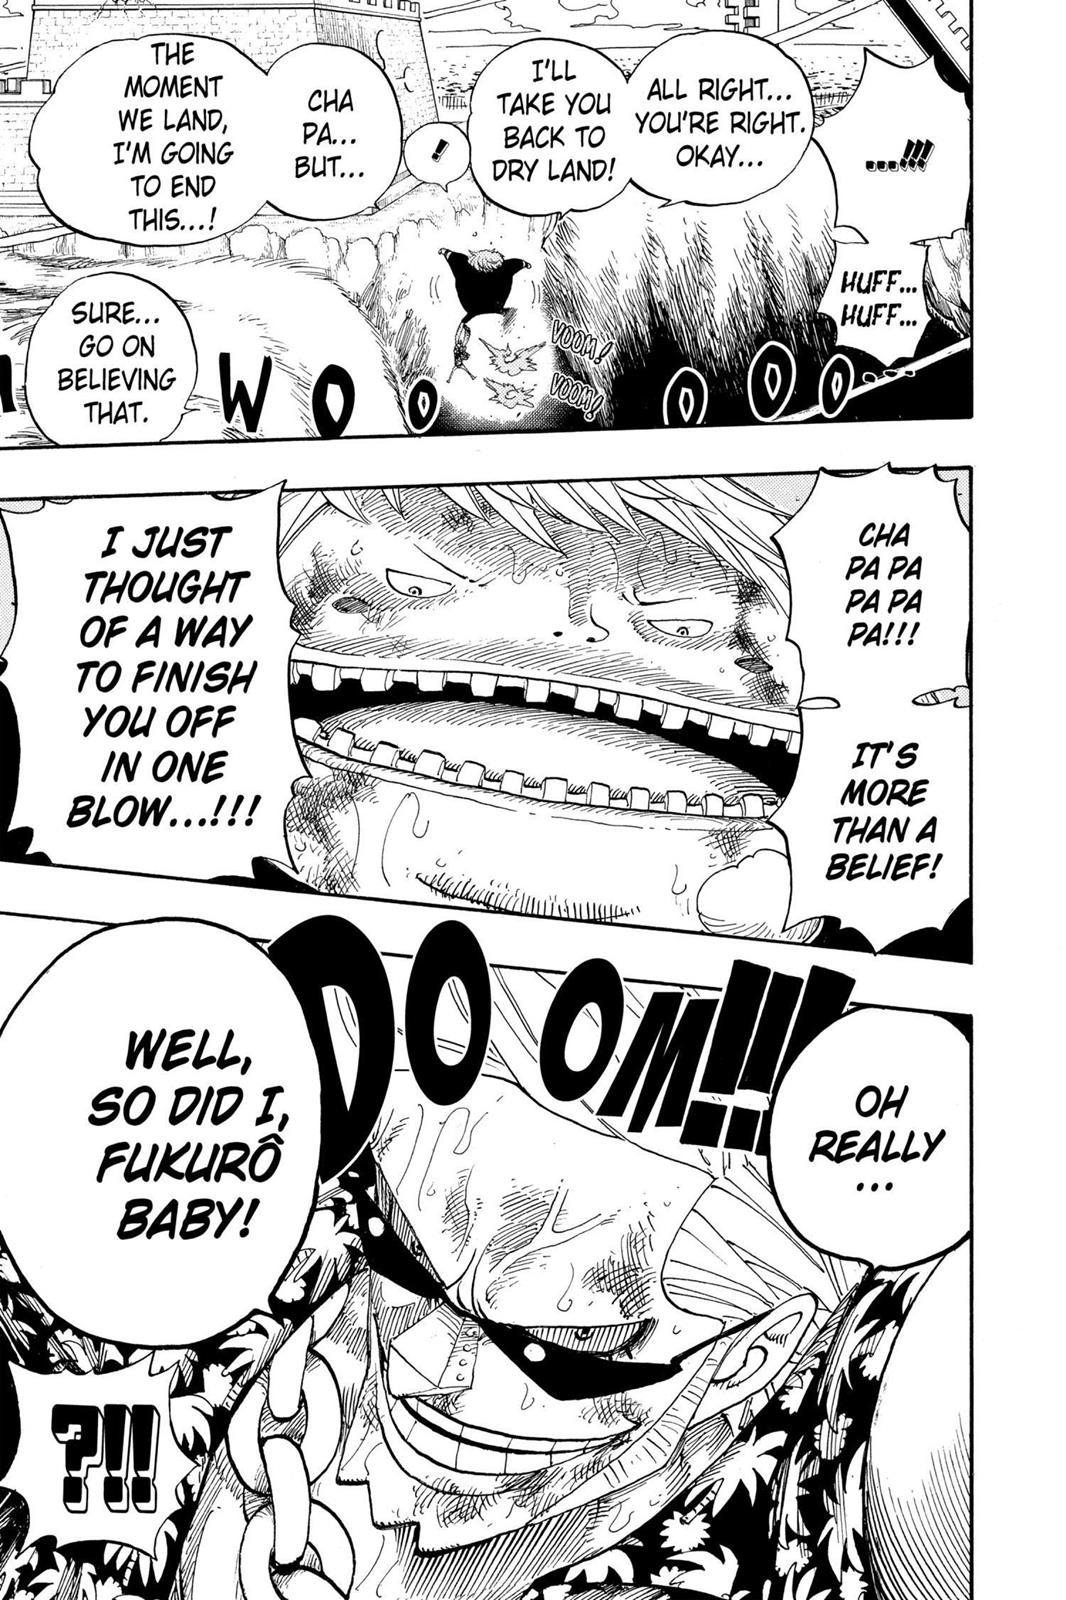 ....!!!
HUFF...
HUFF...
ALL RIGHT...
YOU'RE RIGHT.
OKAY...
I'LL
TAKE YOU
BACK TO
DRY LAND!
!
CHA
PA...
BUT...
THE
MOMENT
WE LAND,
I'M GOING
TO END
THIS...!
VOOM!
VOOM!
SURE...
GO ON
BELIEVING
THAT.
WOOOOO
CHA
PA PA
PA PA
PA!!!
IT'S
MORE
THAN A
BELIEF!
I JUST
THOUGHT
OF A WAY
TO FINISH
YOU OFF
IN ONE
BLOW...!!!
DOOOM!!!
OH
REALLY
...
WELL,
SO DID I,
FUKURÔ
BABY!
?!!